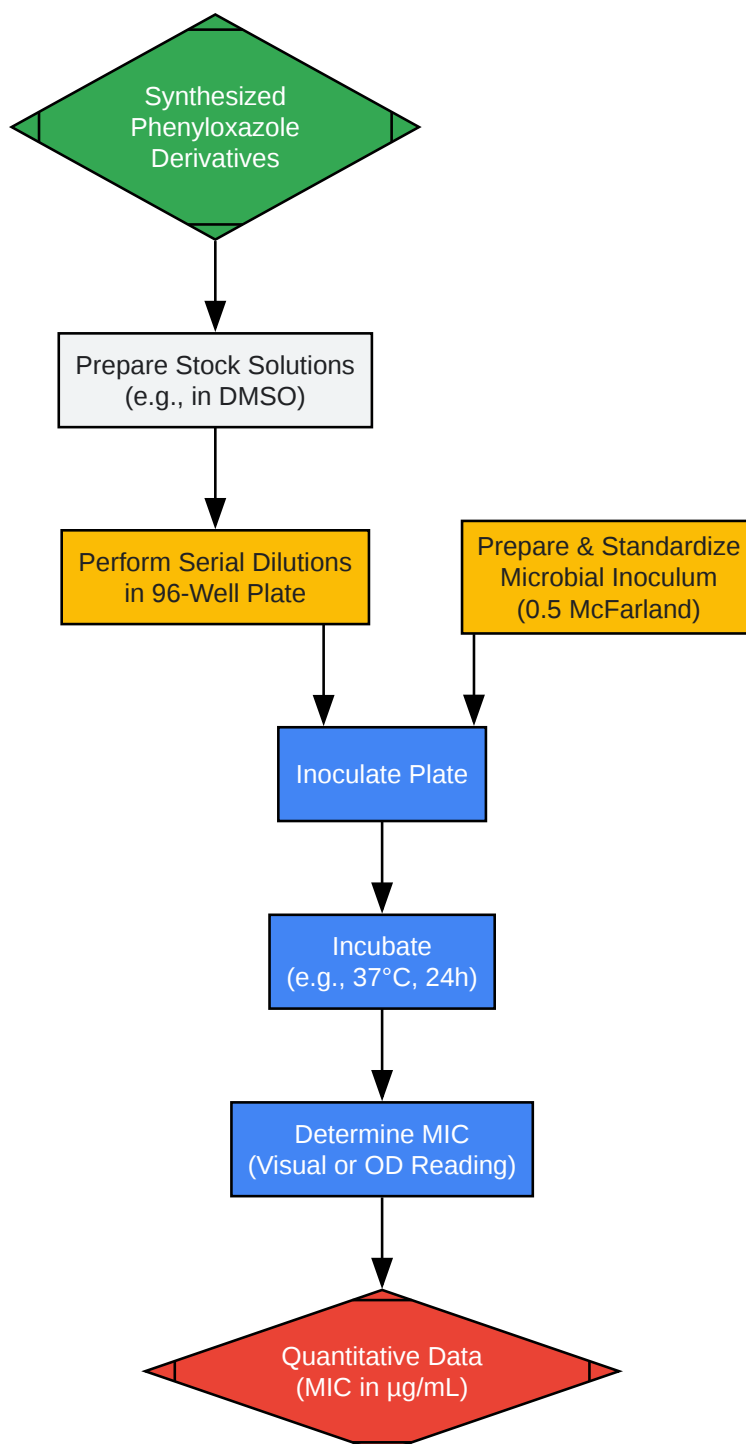 Synthesized
Phenyloxazole
Derivatives
Prepare Stock Solutions
(e.g., in DMSO)
Perform Serial Dilutions
in 96-Well Plate
Prepare & Standardize
Microbial Inoculum
(0.5 McFarland)
Inoculate Plate
Incubate
(e.g., 37°C, 24h)
Determine MIC
(Visual or OD Reading)
Quantitative Data
(MIC in µg/mL)